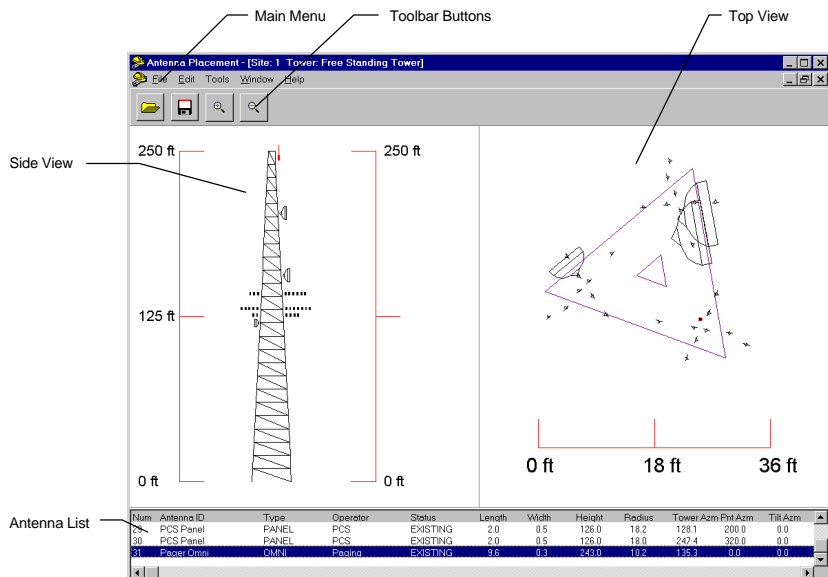 Main Menu
Toolbar Buttons
Top View
Antenna Placement - [Site: 1 Tower: Free Standing Tower]
File Edit Tools Window Help
Side View
250 ft
250 ft
125 ft
0 ft
0 ft
0 ft 18 ft 36 ft
Antenna List
Num Antenna ID Type Operator Status Length Width Height Radius Tower Azm Pnt Azm Tilt Azm
29 PCS Panel PANEL PCS EXISTING 2.0 0.5 126.0 18.2 128.1 200.0 0.0
30 PCS Panel PANEL PCS EXISTING 2.0 0.5 126.0 18.0 247.4 320.0 0.0
31 Pager Omni OMNI Paging EXISTING 9.6 0.3 243.0 10.2 135.3 0.0 0.0